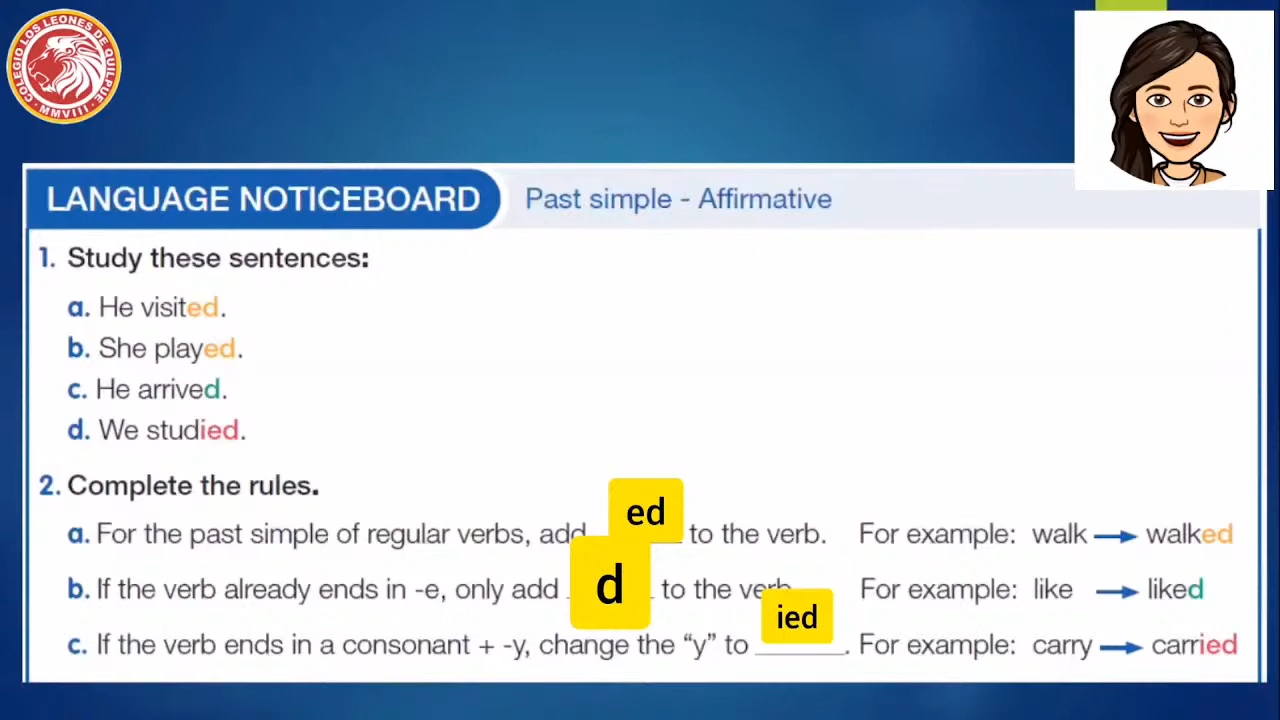 COLEGIO LOS LEONES DE QUILPUE
· MMVIII ·
LANGUAGE NOTICEBOARD Past simple - Affirmative
1. Study these sentences:
a. He visited.
b. She played.
c. He arrived.
d. We studied.
2. Complete the rules.
a. For the past simple of regular verbs, add ed to the verb. For example: walk → walked
b. If the verb already ends in -e, only add d to the verb For example: like → liked
c. If the verb ends in a consonant + -y, change the “y” to ied ______. For example: carry → carried